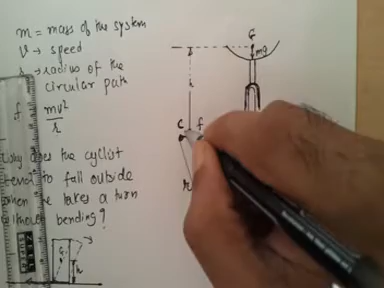 m = mass of the system
v → speed
r → radius of the
circular path
f mv²
r
Why does the cyclist
tend to fall outside
when he takes a turn
without bending?
G
mg
r
C f
r
G
h